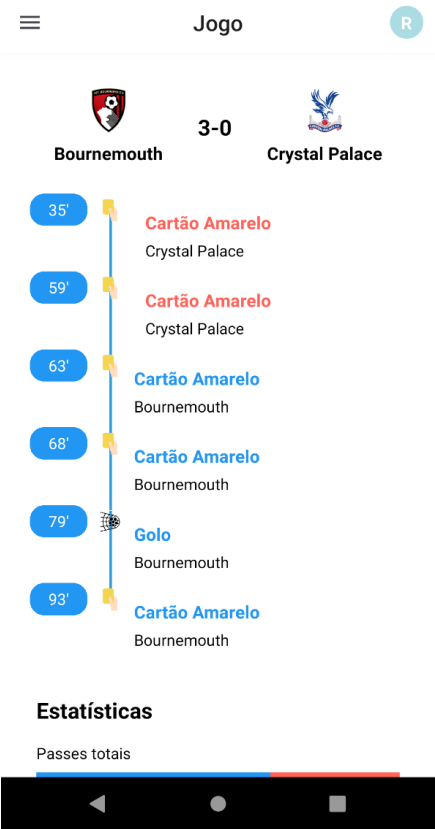 Jogo
R
3-0
Bournemouth
Crystal Palace
35'
Cartão Amarelo
Crystal Palace
59'
Cartão Amarelo
Crystal Palace
63'
Cartão Amarelo
Bournemouth
68'
Cartão Amarelo
Bournemouth
79'
Golo
Bournemouth
93'
Cartão Amarelo
Bournemouth
Estatísticas
Passes totais